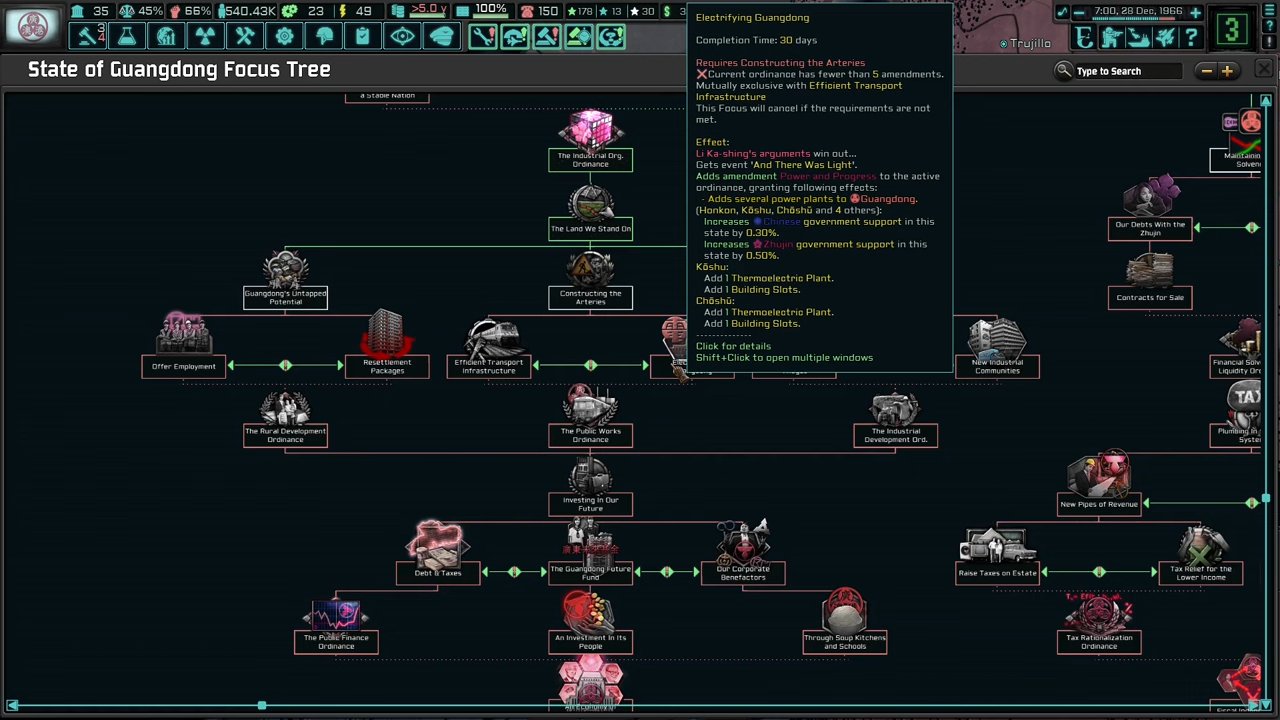 35
45%
66%
540.43K
23
49
>5.0 y
100%
150
178
13
30
7:00, 28 Dec, 1966
3
Trujillo
State of Guangdong Focus Tree
Type to Search
a Stable Nation
Electrifying Guangdong
Completion Time: 30 days
Requires Constructing the Arteries
Current ordinance has fewer than 5 amendments.
Mutually exclusive with Efficient Transport
Infrastructure
This Focus will cancel if the requirements are not
met.
Effect:
Li Ka-shing's arguments win out...
Gets event 'And There Was Light'.
Adds amendment Power and Progress to the active
ordinance, granting following effects:
- Adds several power plants to Guangdong.
(Honkon, Kōshu, Chōshū and 4 others):
Increases Chinese government support in this
state by 0.30%.
Increases Zhujin government support in this
state by 0.50%.
Kōshu:
Add 1 Thermoelectric Plant.
Add 1 Building Slots.
Chōshū:
Add 1 Thermoelectric Plant.
Add 1 Building Slots.
Click for details
Shift+Click to open multiple windows
The Industrial Org.
Ordinance
The Land We Stand On
Guangdong's Untapped
Potential
Constructing the
Arteries
Offer Employment
Resettlement
Packages
Efficient Transport
Infrastructure
New Industrial
Communities
The Rural Development
Ordinance
The Public Works
Ordinance
The Industrial
Development Ord.
Investing In Our
Future
Debt & Taxes
The Guangdong Future
Fund
Our Corporate
Benefactors
The Public Finance
Ordinance
An Investment In Its
People
Through Soup Kitchens
and Schools
Our Debts With the
Zhujin
Contracts for Sale
New Pipes of Revenue
Raise Taxes on Estate
Tax Relief for the
Lower Income
Tax Rationalization
Ordinance